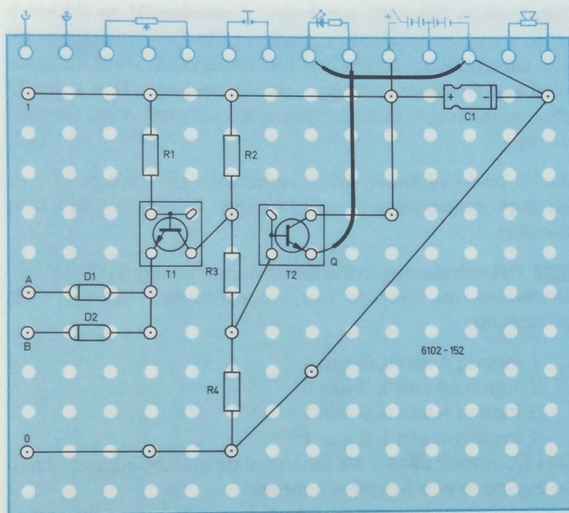 + -
1
+ -
C1
R1
R2
T1
R3
T2
Q
A
D1
B
D2
6102-152
R4
0